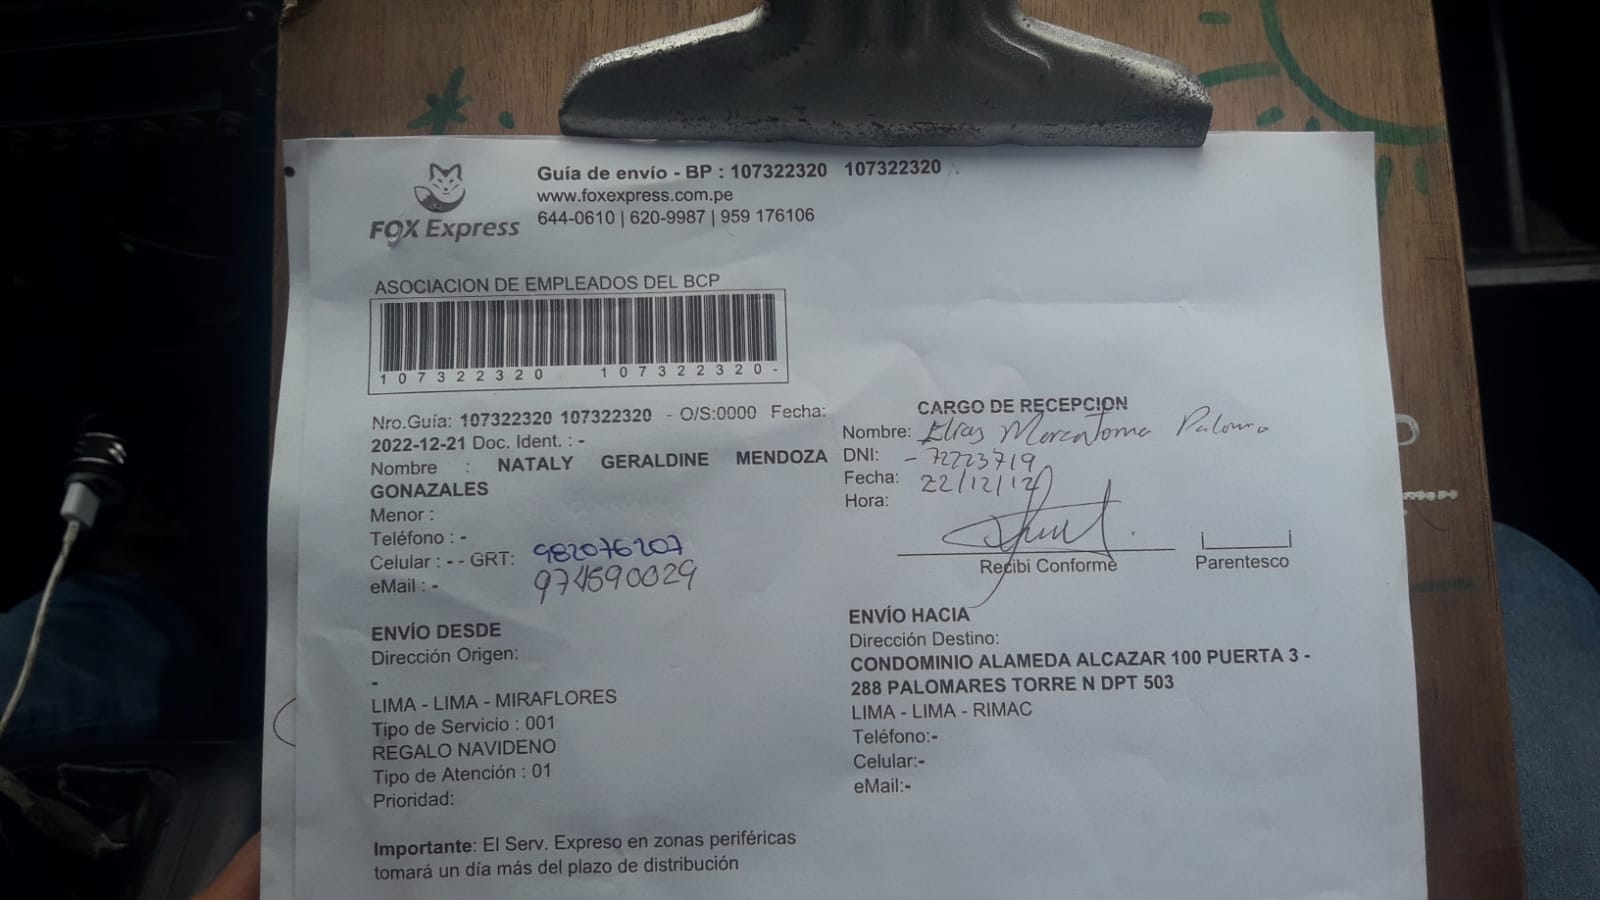 FOX Express
Guía de envío - BP : 107322320 107322320
www.foxexpress.com.pe
644-0610 | 620-9987 | 959 176106
ASOCIACION DE EMPLEADOS DEL BCP
107322320 107322320-
Nro.Guía: 107322320 107322320 - O/S:0000 Fecha:
2022-12-21 Doc. Ident. : -
Nombre : NATALY GERALDINE MENDOZA
GONAZALES
Menor :
Teléfono : -
Celular : - - GRT: 982076207
974590029
eMail : -
CARGO DE RECEPCION
Nombre: Elias Palomo
DNI: - 72223719
Fecha: 22/12/12
Hora:
Recibi Conforme
Parentesco
ENVÍO DESDE
Dirección Origen:
-
LIMA - LIMA - MIRAFLORES
Tipo de Servicio : 001
REGALO NAVIDENO
Tipo de Atención : 01
Prioridad:
ENVÍO HACIA
Dirección Destino:
CONDOMINIO ALAMEDA ALCAZAR 100 PUERTA 3 -
288 PALOMARES TORRE N DPT 503
LIMA - LIMA - RIMAC
Teléfono:-
Celular:-
eMail:-
Importante: El Serv. Expreso en zonas periféricas
tomará un día más del plazo de distribución